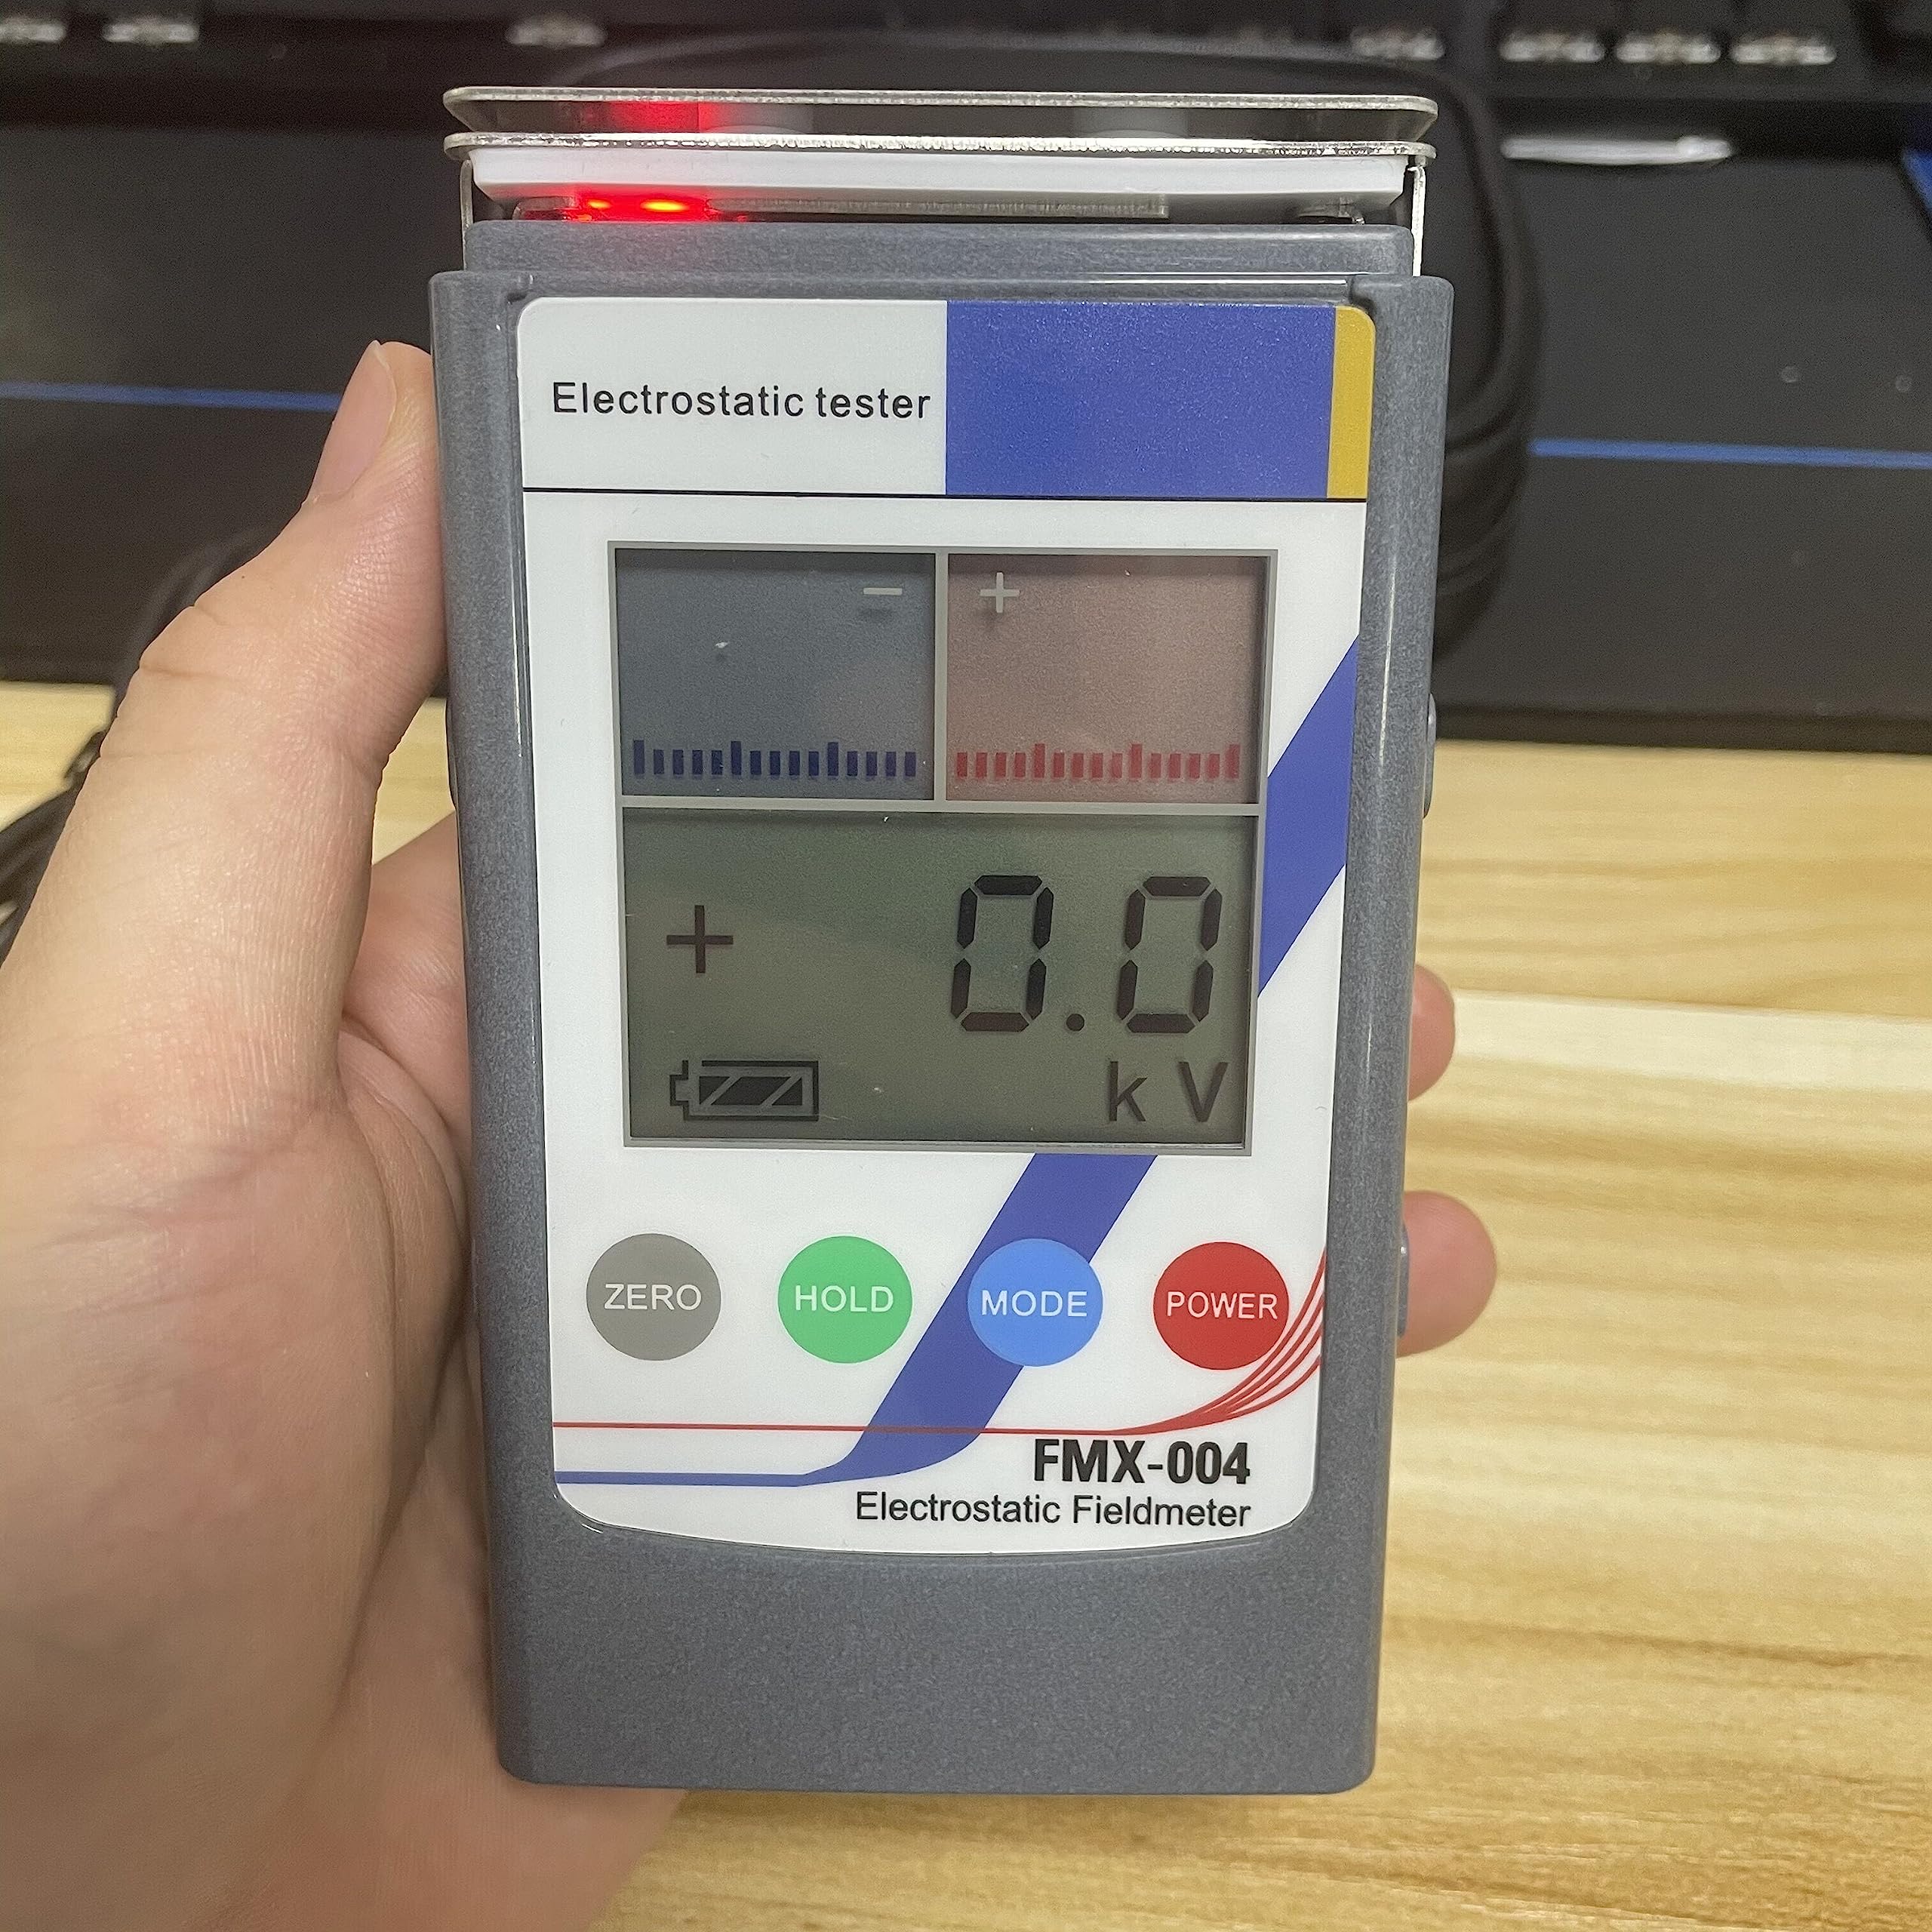 Electrostatic tester
− +
+ 0.0
kV
ZERO HOLD MODE POWER
FMX-004
Electrostatic Fieldmeter